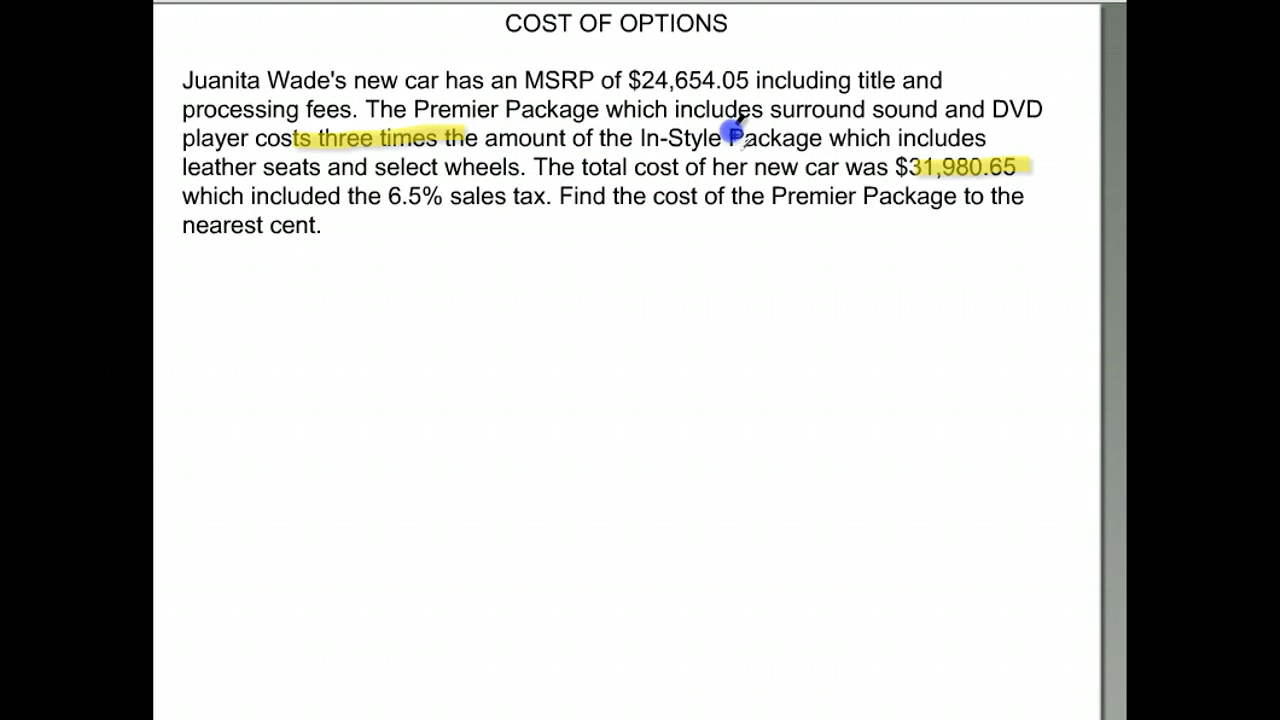 COST OF OPTIONS
Juanita Wade's new car has an MSRP of $24,654.05 including title and
processing fees. The Premier Package which includes surround sound and DVD
player costs three times the amount of the In-Style Package which includes
leather seats and select wheels. The total cost of her new car was $31,980.65
which included the 6.5% sales tax. Find the cost of the Premier Package to the
nearest cent.